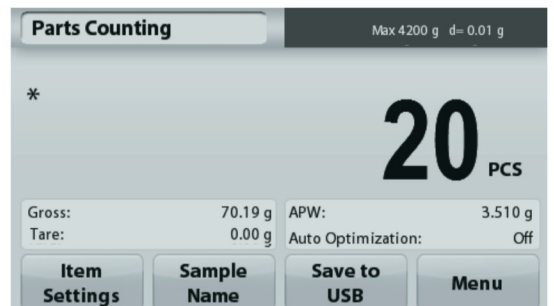 Parts Counting
Max 4200 g d= 0.01 g
*
20 PCS
Gross: 70.19 g
Tare: 0.00 g
APW: 3.510 g
Auto Optimization: Off
Item Settings
Sample Name
Save to USB
Menu